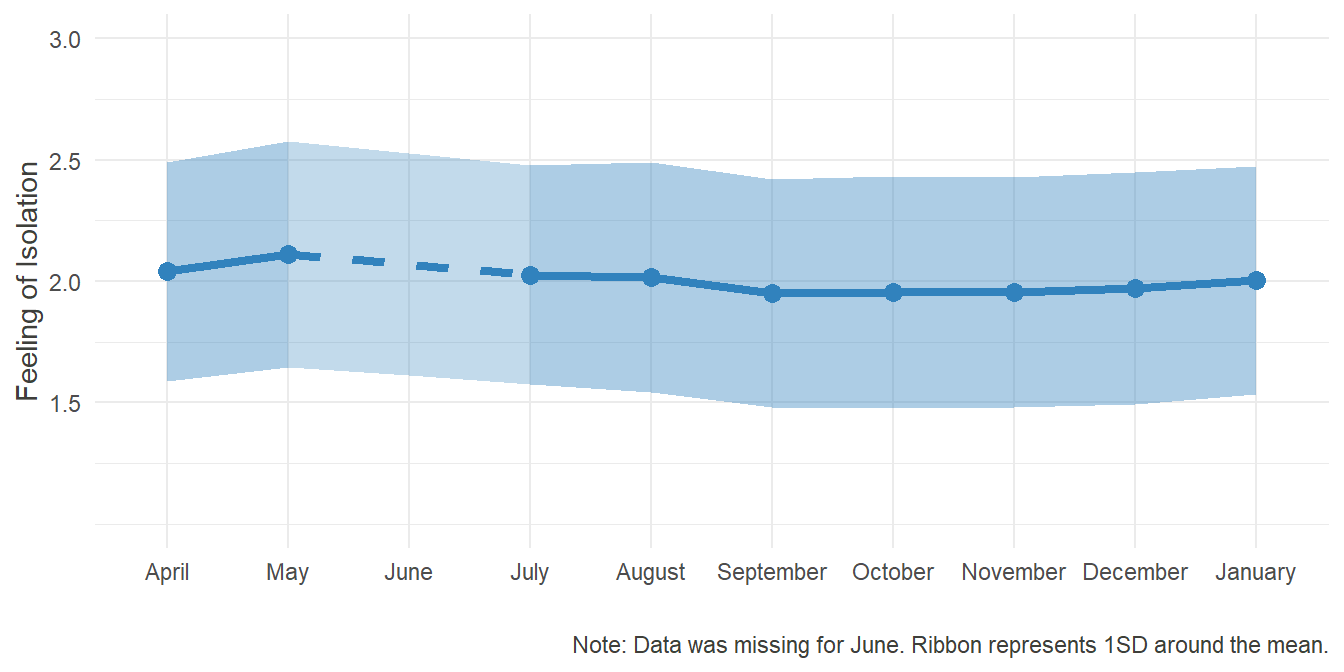 Feeling of Isolation
3.0
2.5
2.0
1.5
April May June July August September October November December January
Note: Data was missing for June. Ribbon represents 1SD around the mean.